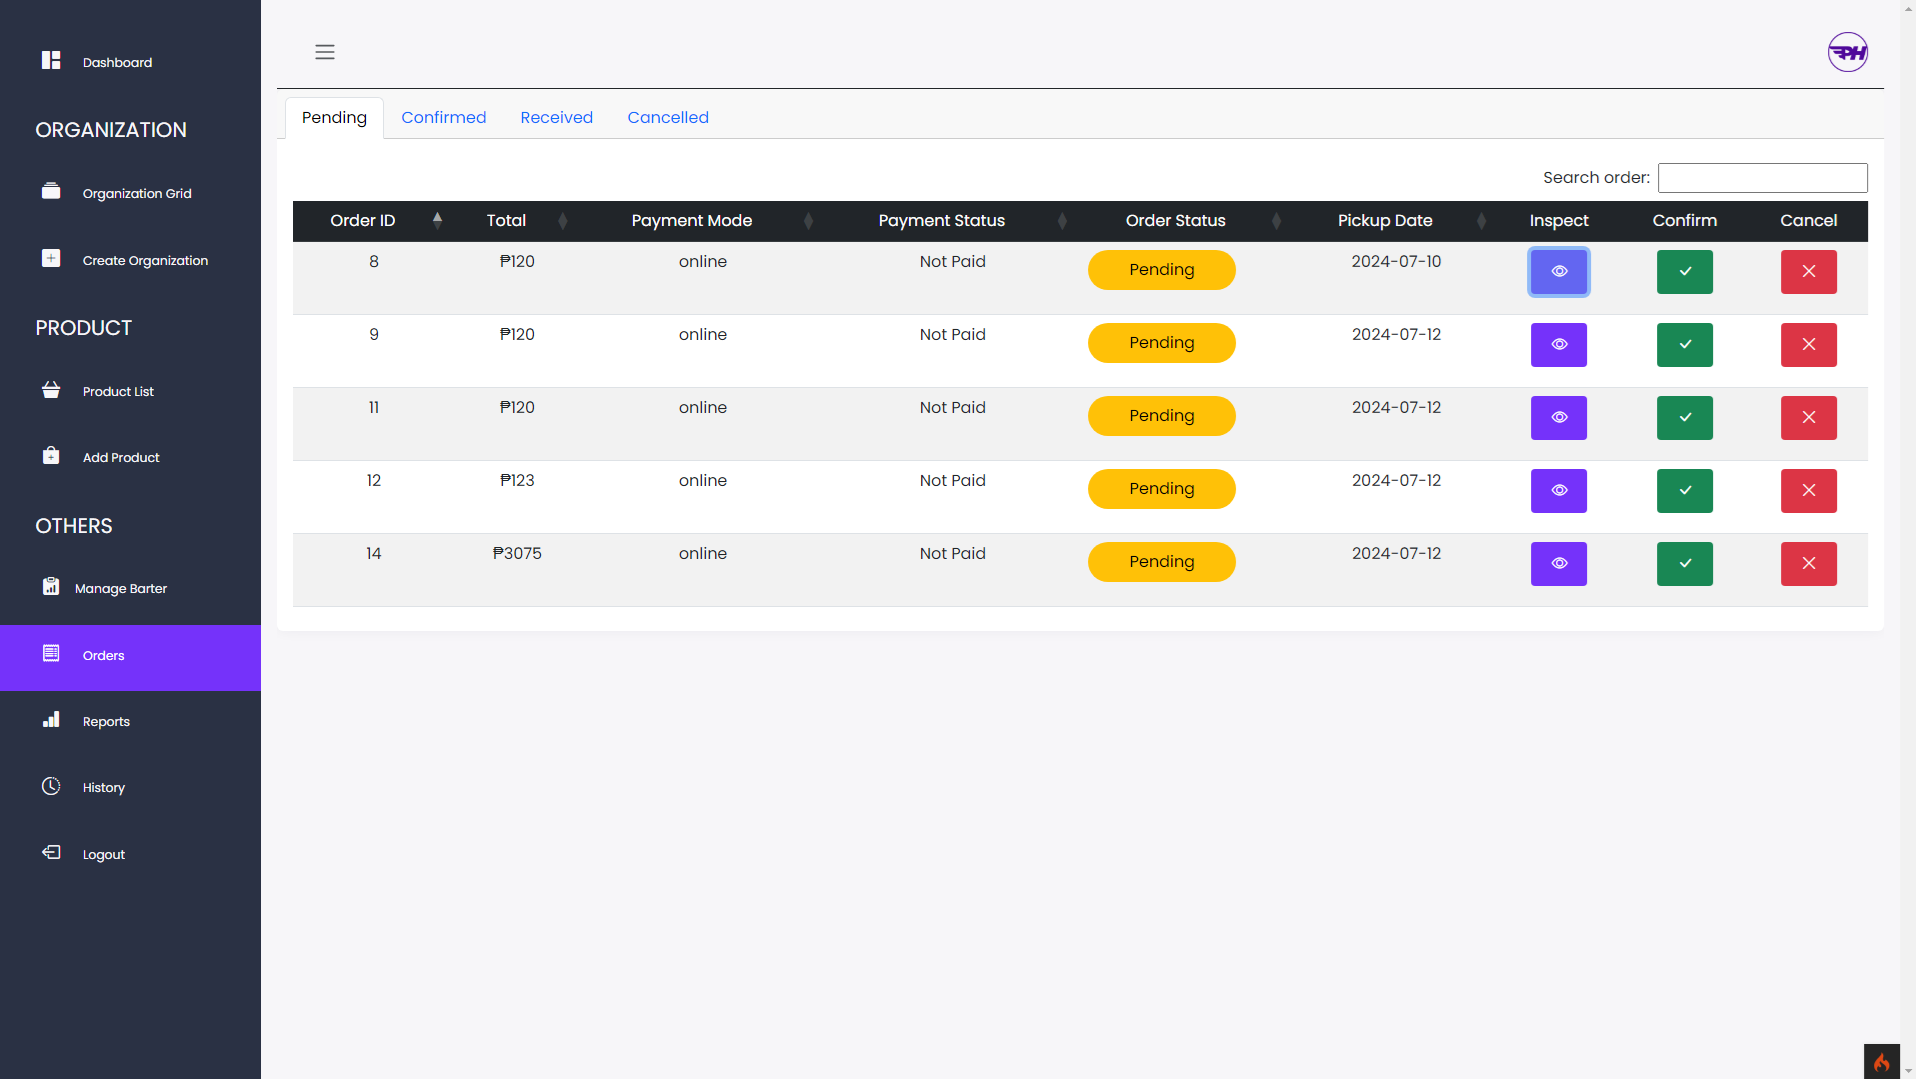 Dashboard
ORGANIZATION
Organization Grid
Create Organization
PRODUCT
Product List
Add Product
OTHERS
Manage Barter
Orders
Reports
History
Logout
PH
Pending Confirmed Received Cancelled
Search order:
Order ID Total Payment Mode Payment Status Order Status Pickup Date Inspect Confirm Cancel
8 ₱120 online Not Paid Pending 2024-07-10
9 ₱120 online Not Paid Pending 2024-07-12
11 ₱120 online Not Paid Pending 2024-07-12
12 ₱123 online Not Paid Pending 2024-07-12
14 ₱3075 online Not Paid Pending 2024-07-12